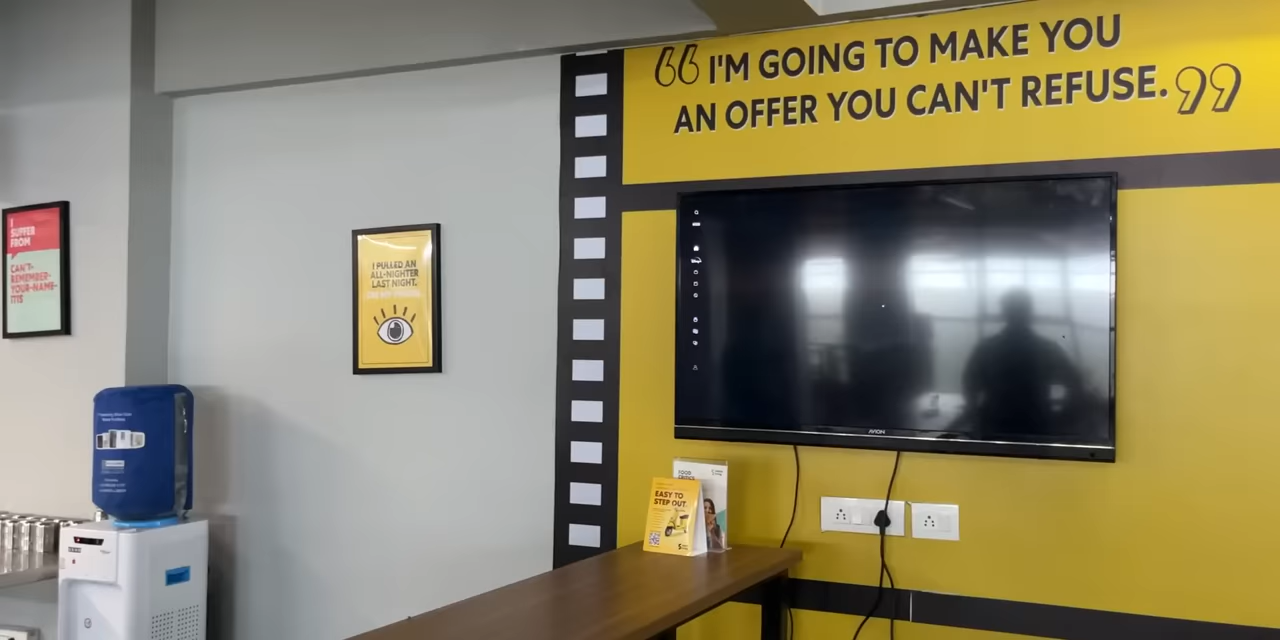 I'M GOING TO MAKE YOU
AN OFFER YOU CAN'T REFUSE.
I
SUFFER
FROM
CAN'T-
REMEMBER-
YOUR-NAME-
ITIS
I PULLED AN
ALL-NIGHTER
LAST NIGHT.
AVION
FOOD
EASY TO
STEP OUT